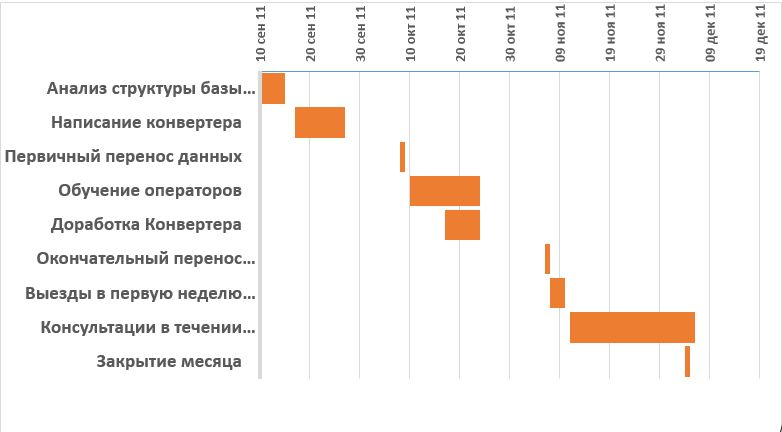 10 сен 11
20 сен 11
30 сен 11
10 окт 11
20 окт 11
30 окт 11
09 ноя 11
19 ноя 11
29 ноя 11
09 дек 11
19 дек 11
Анализ структуры базы...
Написание конвертера
Первичный перенос данных
Обучение операторов
Доработка Конвертера
Окончательный перенос...
Выезды в первую неделю...
Консультации в течении...
Закрытие месяца